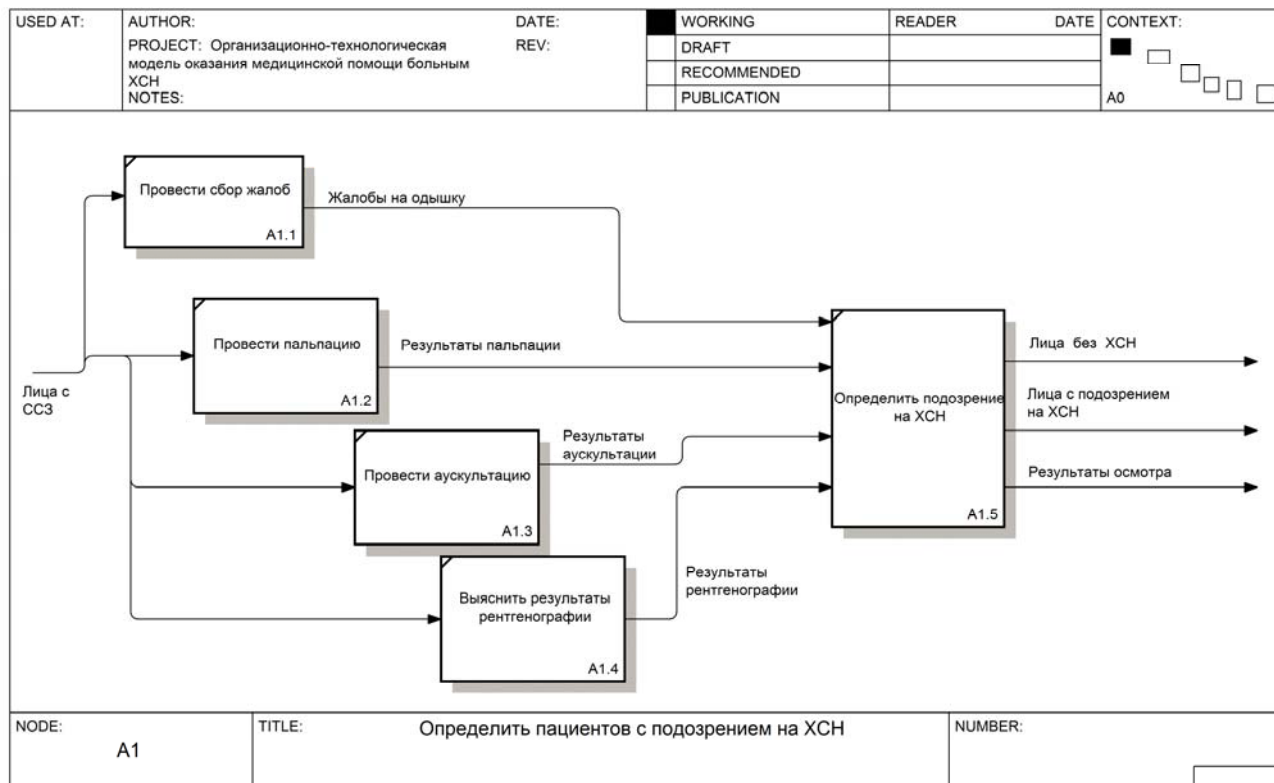 USED AT:
AUTHOR:
DATE:
PROJECT: Организационно-технологическая
REV:
модель оказания медицинской помощи больным
ХСН
NOTES:
WORKING
DRAFT
RECOMMENDED
PUBLICATION
READER
DATE
CONTEXT:
A0
Провести сбор жалоб
A1.1
Жалобы на одышку
Провести пальпацию
A1.2
Результаты пальпации
Лица с
ССЗ
Провести аускультацию
A1.3
Результаты
аускультации
Выяснить результаты
рентгенографии
A1.4
Результаты
рентгенографии
Определить подозрение
на ХСН
A1.5
Лица без ХСН
Лица с подозрением
на ХСН
Результаты осмотра
NODE:
A1
TITLE:
Определить пациентов с подозрением на ХСН
NUMBER: